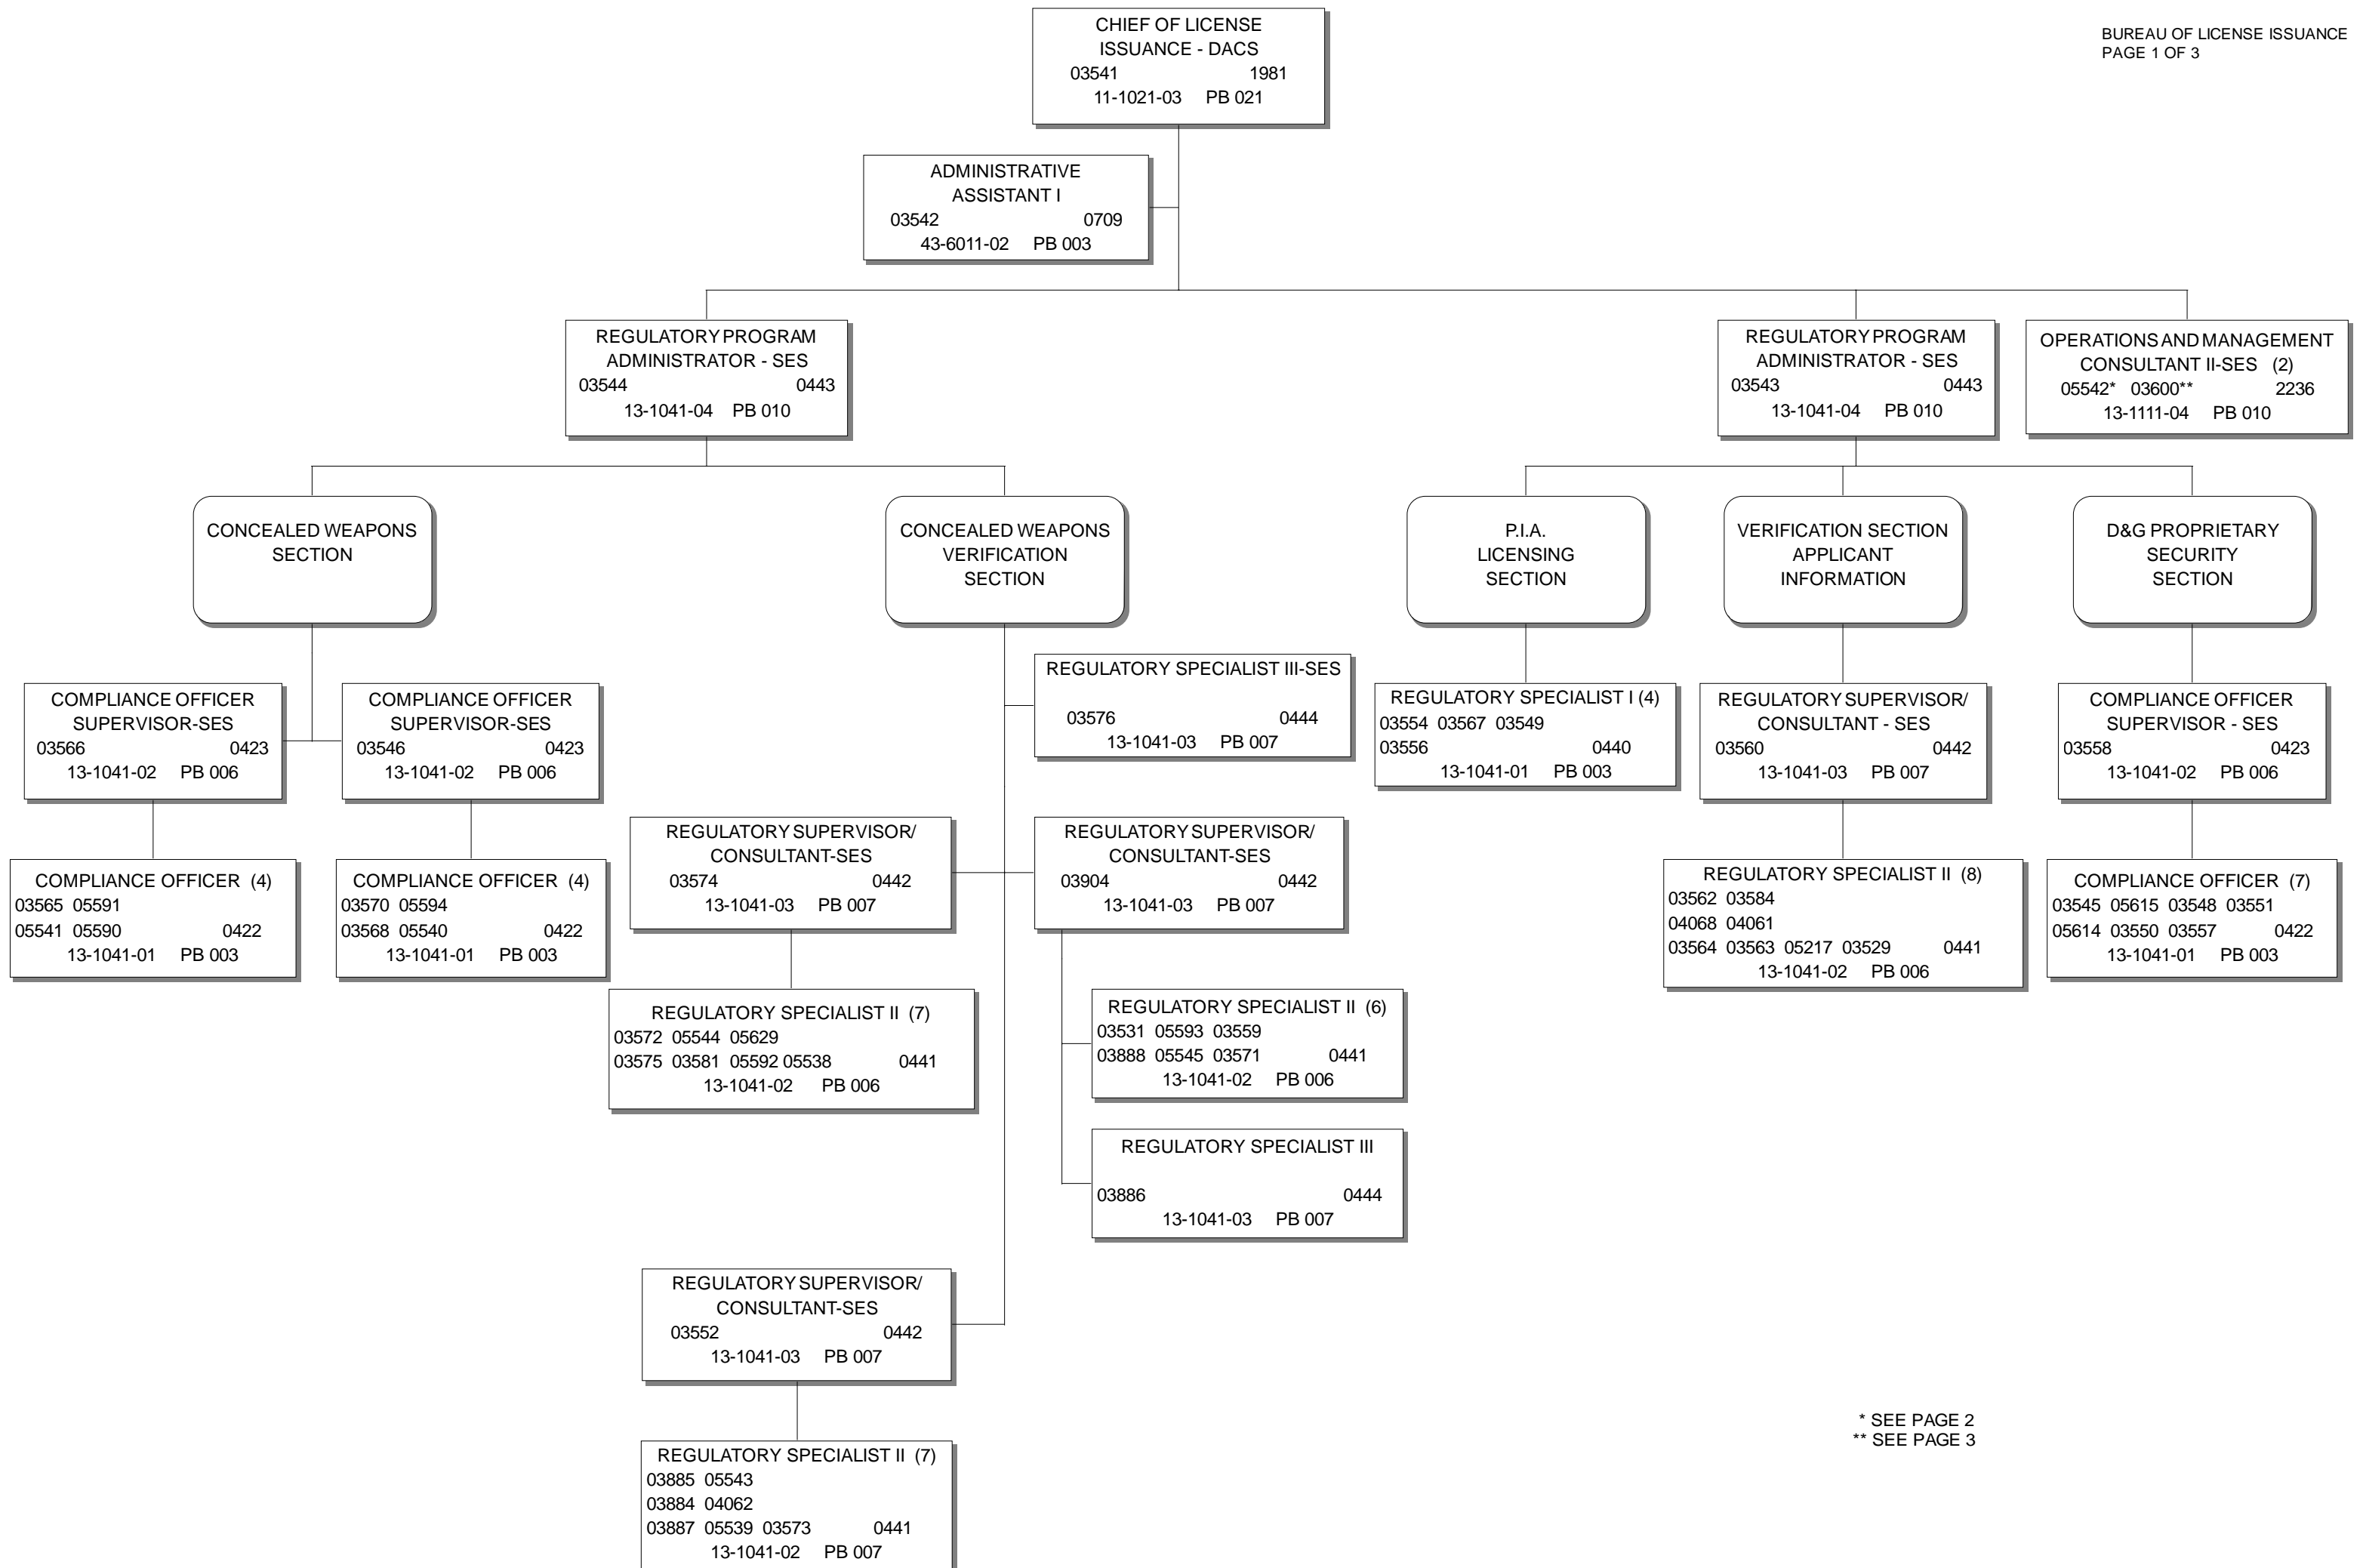 BUREAU OF LICENSE ISSUANCE
PAGE 1 OF 3
CHIEF OF LICENSE
ISSUANCE - DACS
03541 1981
11-1021-03 PB 021
ADMINISTRATIVE
ASSISTANT I
03542 0709
43-6011-02 PB 003
REGULATORY PROGRAM
ADMINISTRATOR - SES
03544 0443
13-1041-04 PB 010
REGULATORY PROGRAM
ADMINISTRATOR - SES
03543 0443
13-1041-04 PB 010
OPERATIONS AND MANAGEMENT
CONSULTANT II-SES (2)
05542* 03600** 2236
13-1111-04 PB 010
CONCEALED WEAPONS
SECTION
CONCEALED WEAPONS
VERIFICATION
SECTION
P.I.A.
LICENSING
SECTION
VERIFICATION SECTION
APPLICANT
INFORMATION
D&G PROPRIETARY
SECURITY
SECTION
COMPLIANCE OFFICER
SUPERVISOR-SES
03566 0423
13-1041-02 PB 006
COMPLIANCE OFFICER
SUPERVISOR-SES
03546 0423
13-1041-02 PB 006
REGULATORY SPECIALIST III-SES
03576 0444
13-1041-03 PB 007
REGULATORY SPECIALIST I (4)
03554 03567 03549
03556 0440
13-1041-01 PB 003
REGULATORY SUPERVISOR/
CONSULTANT - SES
03560 0442
13-1041-03 PB 007
COMPLIANCE OFFICER
SUPERVISOR - SES
03558 0423
13-1041-02 PB 006
COMPLIANCE OFFICER (4)
03565 05591
05541 05590 0422
13-1041-01 PB 003
COMPLIANCE OFFICER (4)
03570 05594
03568 05540 0422
13-1041-01 PB 003
REGULATORY SUPERVISOR/
CONSULTANT-SES
03574 0442
13-1041-03 PB 007
REGULATORY SUPERVISOR/
CONSULTANT-SES
03904 0442
13-1041-03 PB 007
REGULATORY SPECIALIST II (8)
03562 03584
04068 04061
03564 03563 05217 03529 0441
13-1041-02 PB 006
COMPLIANCE OFFICER (7)
03545 05615 03548 03551
05614 03550 03557 0422
13-1041-01 PB 003
REGULATORY SPECIALIST II (7)
03572 05544 05629
03575 03581 05592 05538 0441
13-1041-02 PB 006
REGULATORY SPECIALIST II (6)
03531 05593 03559
03888 05545 03571 0441
13-1041-02 PB 006
REGULATORY SPECIALIST III
03886 0444
13-1041-03 PB 007
REGULATORY SUPERVISOR/
CONSULTANT-SES
03552 0442
13-1041-03 PB 007
REGULATORY SPECIALIST II (7)
03885 05543
03884 04062
03887 05539 03573 0441
13-1041-02 PB 007
* SEE PAGE 2
** SEE PAGE 3